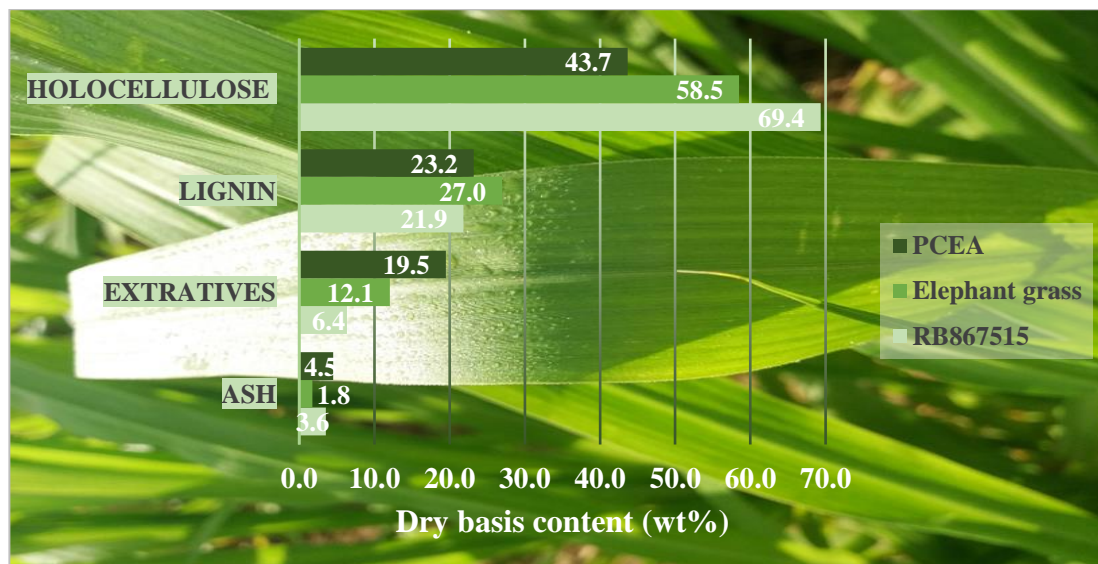 HOLOCELLULOSE
43.7
58.5
69.4
LIGNIN
23.2
27.0
21.9
EXTRATIVES
19.5
12.1
6.4
ASH
4.5
1.8
3.6
0.0 10.0 20.0 30.0 40.0 50.0 60.0 70.0
Dry basis content (wt%)
PCEA
Elephant grass
RB867515